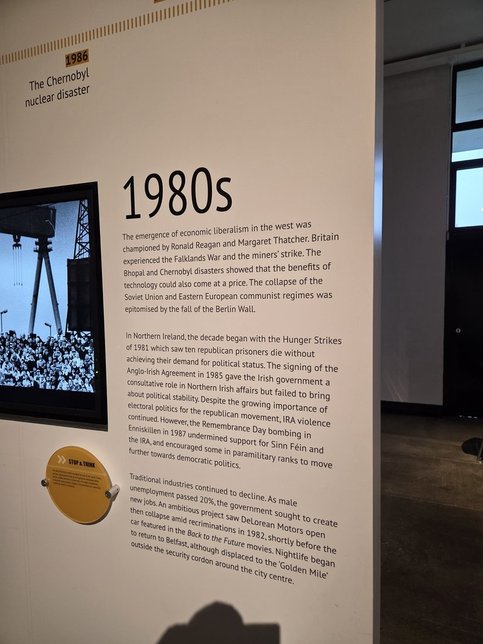 1986
The Chernobyl
nuclear disaster
1980s
The emergence of economic liberalism in the west was
championed by Ronald Reagan and Margaret Thatcher. Britain
experienced the Falklands War and the miners' strike. The
Bhopal and Chernobyl disasters showed that the benefits of
technology could also come at a price. The collapse of the
Soviet Union and Eastern European communist regimes was
epitomised by the fall of the Berlin Wall.
In Northern Ireland, the decade began with the Hunger Strikes
of 1981 which saw ten republican prisoners die without
achieving their demand for political status. The signing of the
Anglo-Irish Agreement in 1985 gave the Irish government a
consultative role in Northern Irish affairs but failed to bring
about political stability. Despite the growing importance of
electoral politics for the republican movement, IRA violence
continued. However, the Remembrance Day bombing in
Enniskillen in 1987 undermined support for Sinn Féin and
the IRA, and encouraged some in paramilitary ranks to move
further towards democratic politics.
Traditional industries continued to decline. As male
unemployment passed 20%, the government sought to create
new jobs. An ambitious project saw DeLorean Motors open
then collapse amid recriminations in 1982, shortly before the
car featured in the Back to the Future movies. Nightlife began
to return to Belfast, although displaced to the 'Golden Mile'
outside the security cordon around the city centre.
STOP & THINK